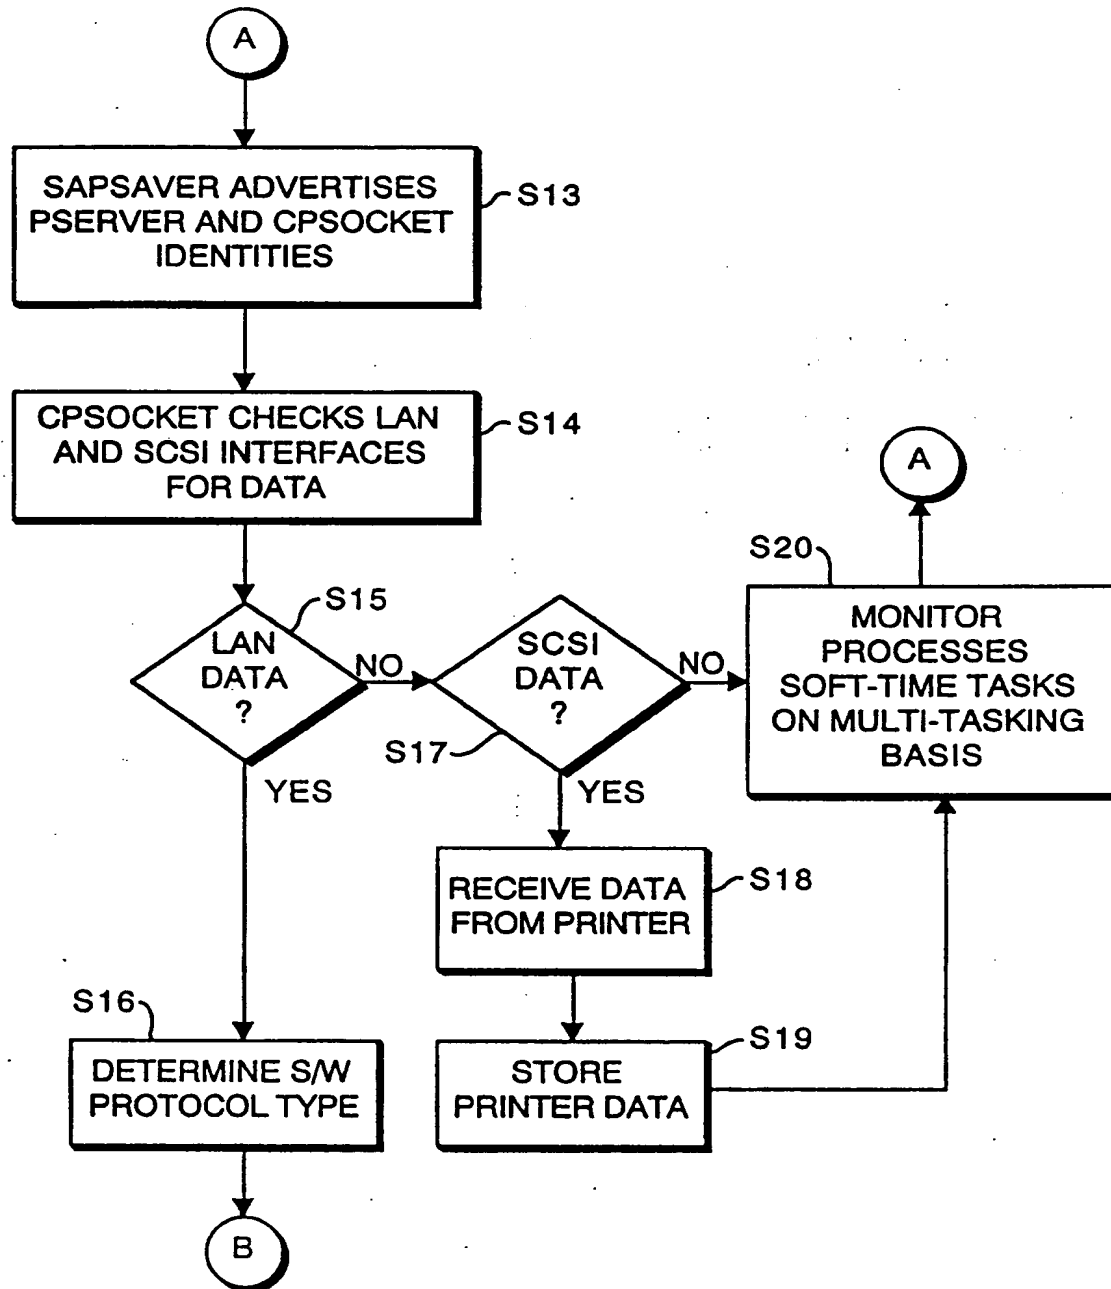 A
SAPSAVER ADVERTISES
PSERVER AND CPSOCKET
IDENTITIES
S13
CPSOCKET CHECKS LAN
AND SCSI INTERFACES
FOR DATA
S14
A
S20
MONITOR
PROCESSES
SOFT-TIME TASKS
ON MULTI-TASKING
BASIS
S15
LAN
DATA
?
NO
YES
SCSI
DATA
?
S17
NO
YES
RECEIVE DATA
FROM PRINTER
S18
S16
DETERMINE S/W
PROTOCOL TYPE
STORE
PRINTER DATA
S19
B